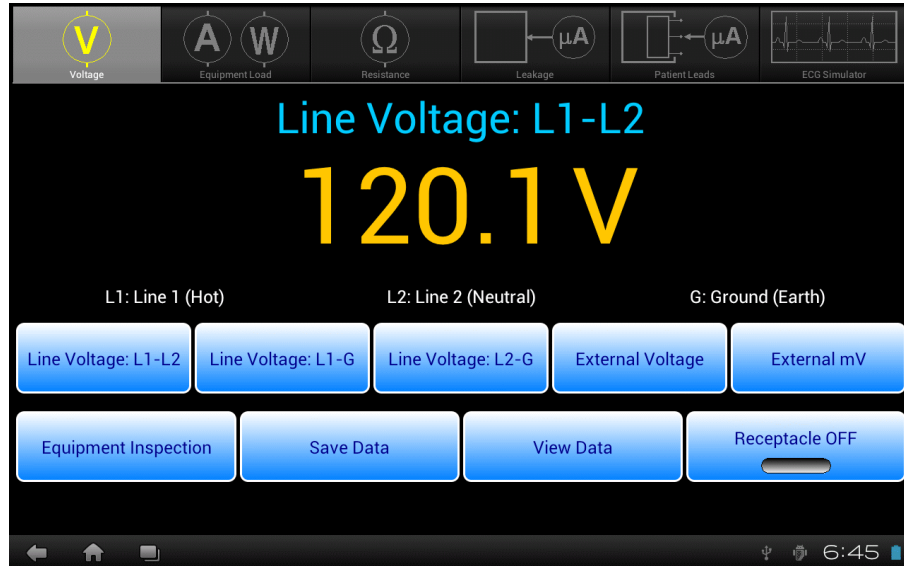 V
A W
Ω
µA
µA
Voltage
Equipment Load
Resistance
Leakage
Patient Leads
ECG Simulator
Line Voltage: L1-L2
120.1 V
L1: Line 1 (Hot)
L2: Line 2 (Neutral)
G: Ground (Earth)
Line Voltage: L1-L2
Line Voltage: L1-G
Line Voltage: L2-G
External Voltage
External mV
Equipment Inspection
Save Data
View Data
Receptacle OFF
6:45